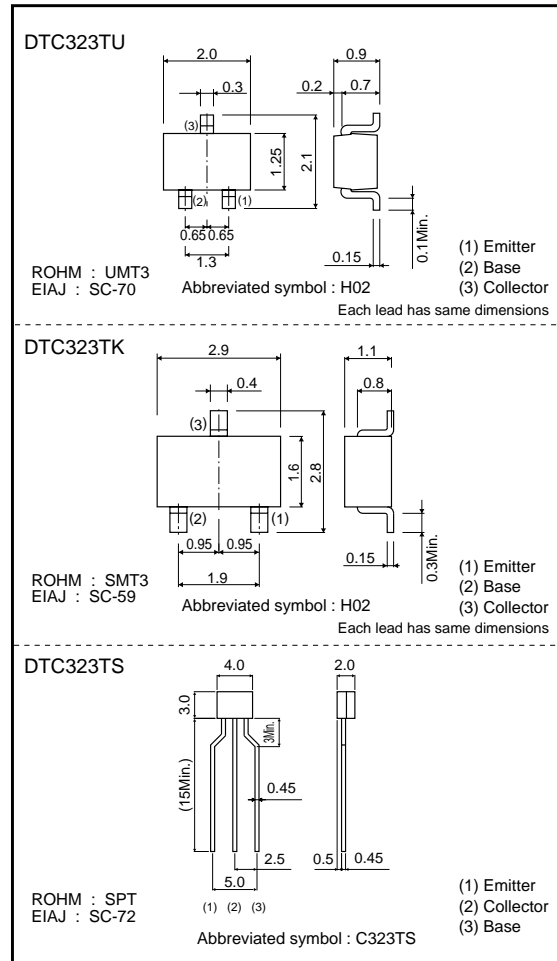 DTC323TU
2.0
0.9
0.3
0.2
0.7
(3)
1.25
2.1
(2)
(1)
0.65
0.65
1.3
0.15
0.1Min.
(1) Emitter
(2) Base
(3) Collector
ROHM : UMT3
EIAJ : SC-70
Abbreviated symbol : H02
Each lead has same dimensions
DTC323TK
2.9
1.1
0.4
0.8
(3)
1.6
2.8
(2)
(1)
0.95
0.95
1.9
0.15
0.3Min.
(1) Emitter
(2) Base
(3) Collector
ROHM : SMT3
EIAJ : SC-59
Abbreviated symbol : H02
Each lead has same dimensions
DTC323TS
4.0
2.0
3.0
3Min.
(15Min.)
0.45
2.5
0.5
0.45
5.0
(1) (2) (3)
(1) Emitter
(2) Collector
(3) Base
ROHM : SPT
EIAJ : SC-72
Abbreviated symbol : C323TS